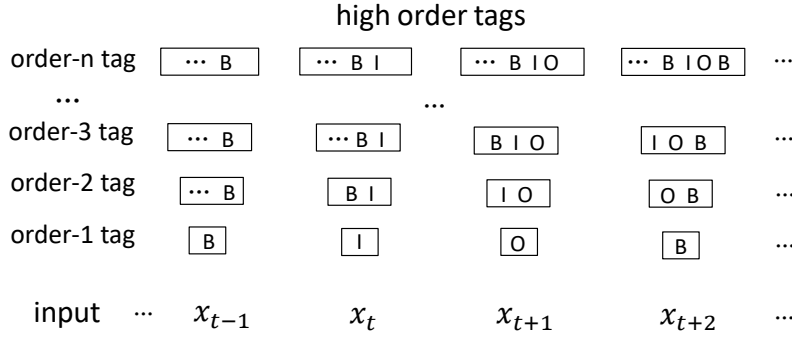 high order tags
order-n tag ... B ... B I ... B I O ... B I O B ...
... ...
order-3 tag ... B ... B I B I O I O B ...
order-2 tag ... B B I I O O B ...
order-1 tag B I O B ...
input ... x_{t−1} x_t x_{t+1} x_{t+2} ...